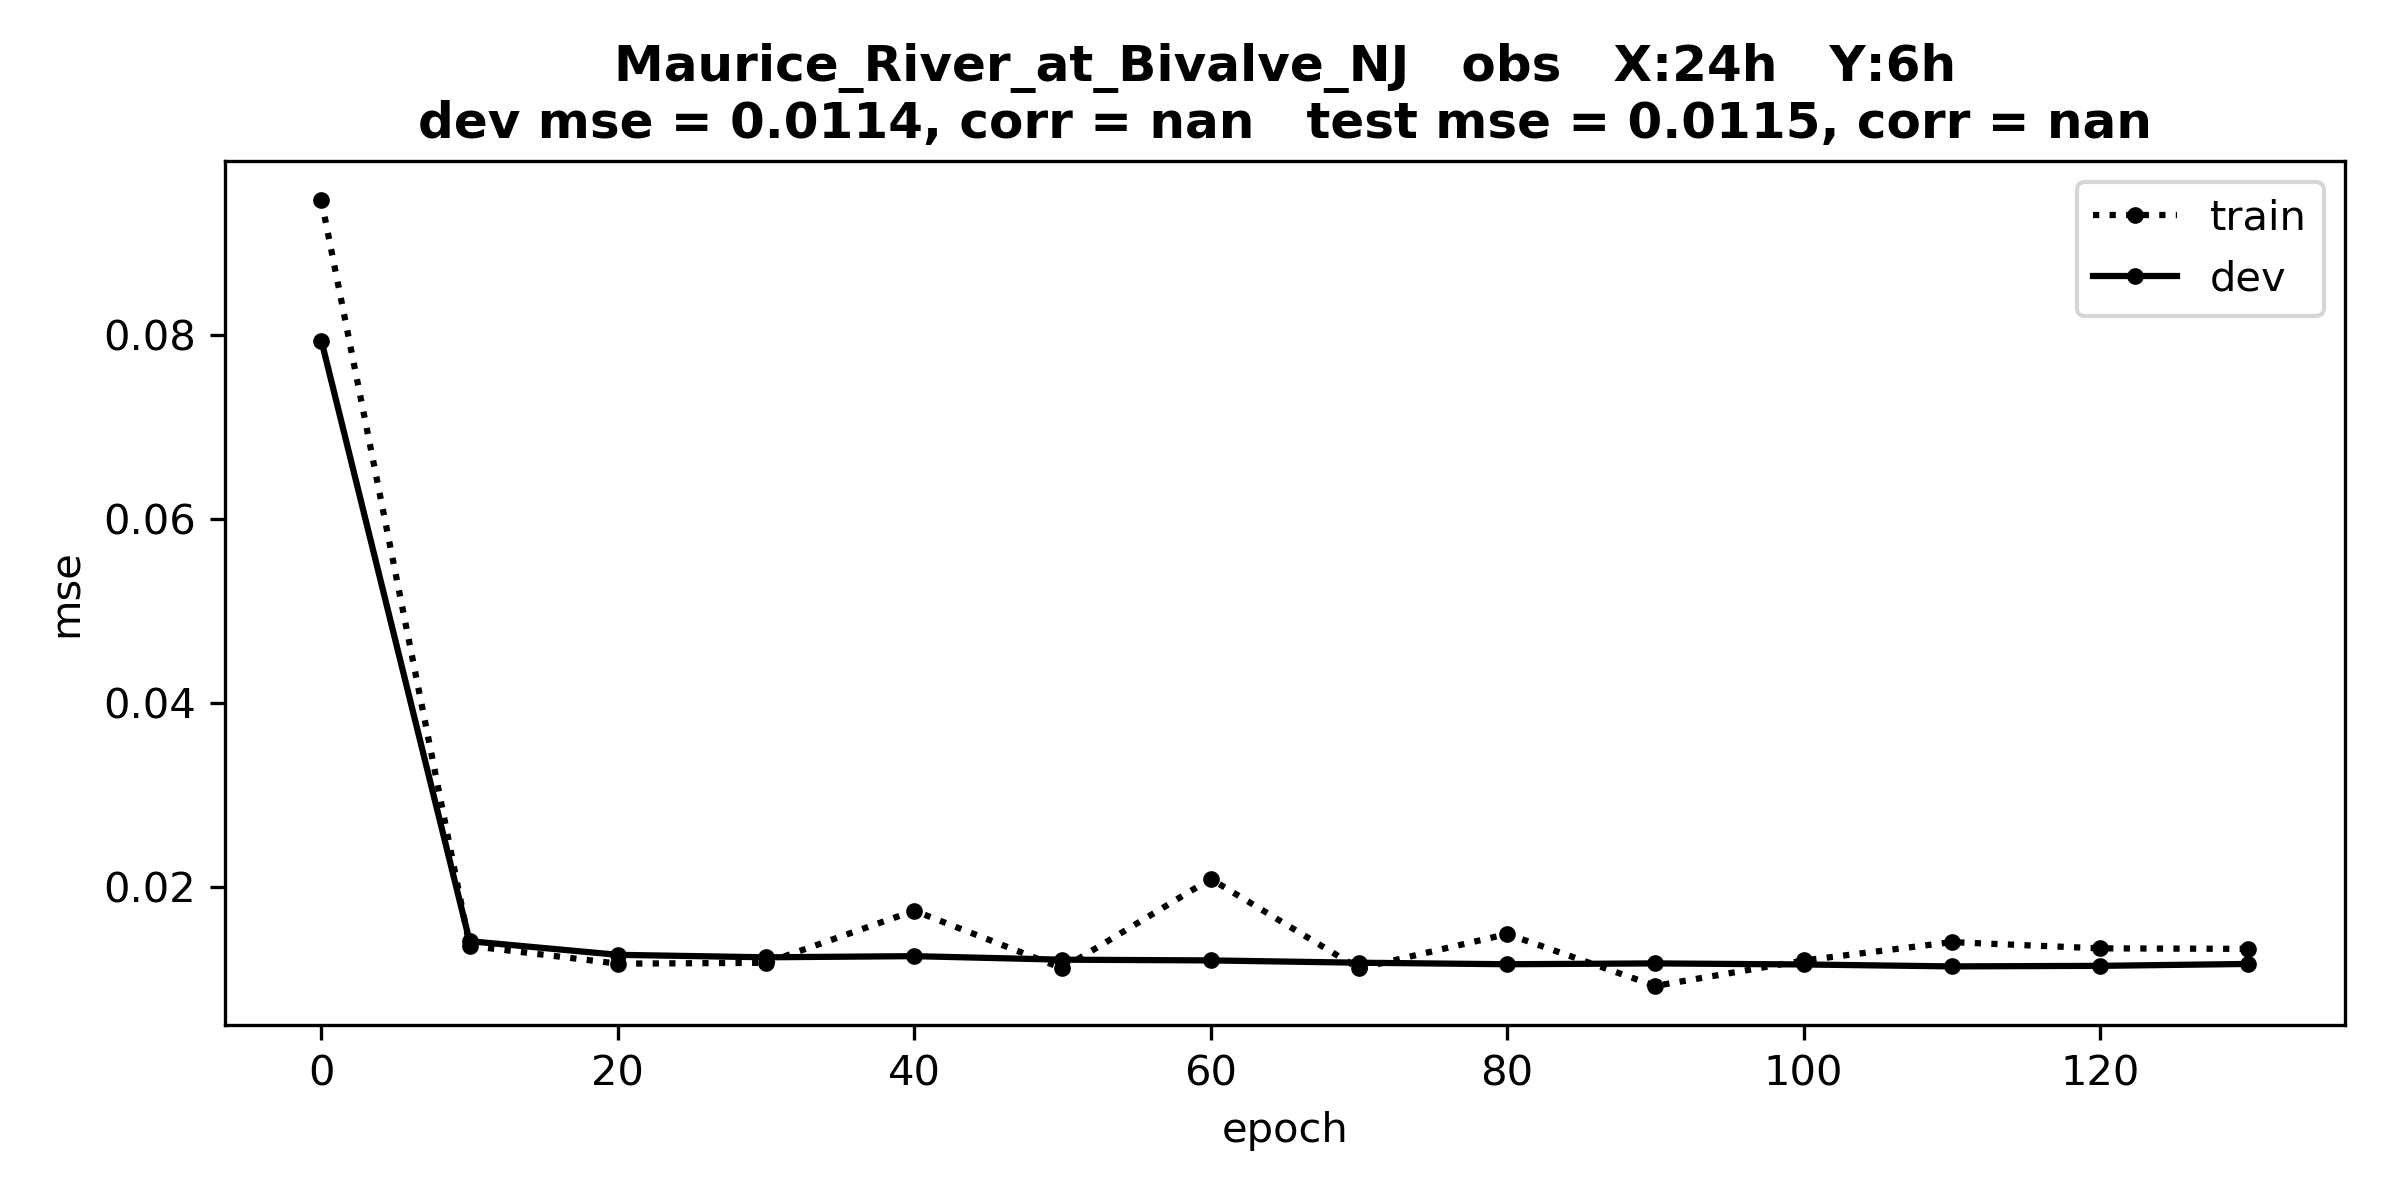 Maurice_River_at_Bivalve_NJ   obs   X:24h   Y:6h
dev mse = 0.0114, corr = nan   test mse = 0.0115, corr = nan
train
dev
0.08
0.06
0.04
0.02
mse
0 20 40 60 80 100 120
epoch